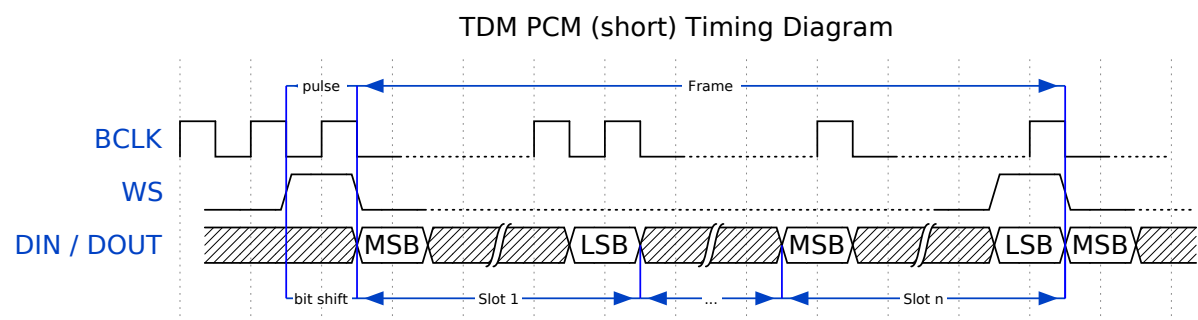 TDM PCM (short) Timing Diagram
pulse Frame
BCLK
WS
DIN / DOUT MSB LSB MSB LSB MSB
bit shift Slot 1 ... Slot n